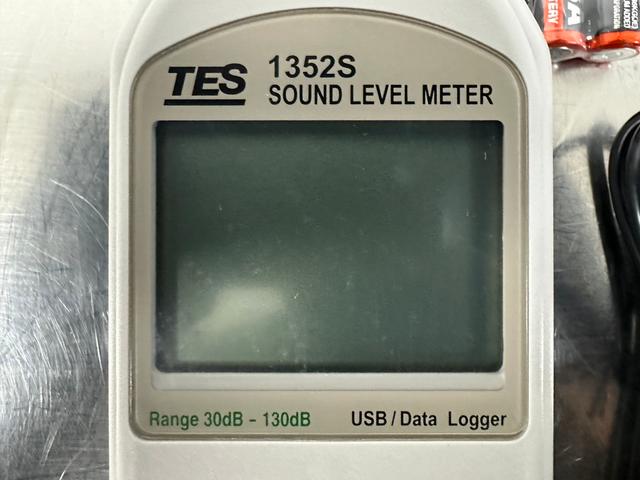 TES
1352S
SOUND LEVEL METER
Range 30dB - 130dB
USB / Data Logger